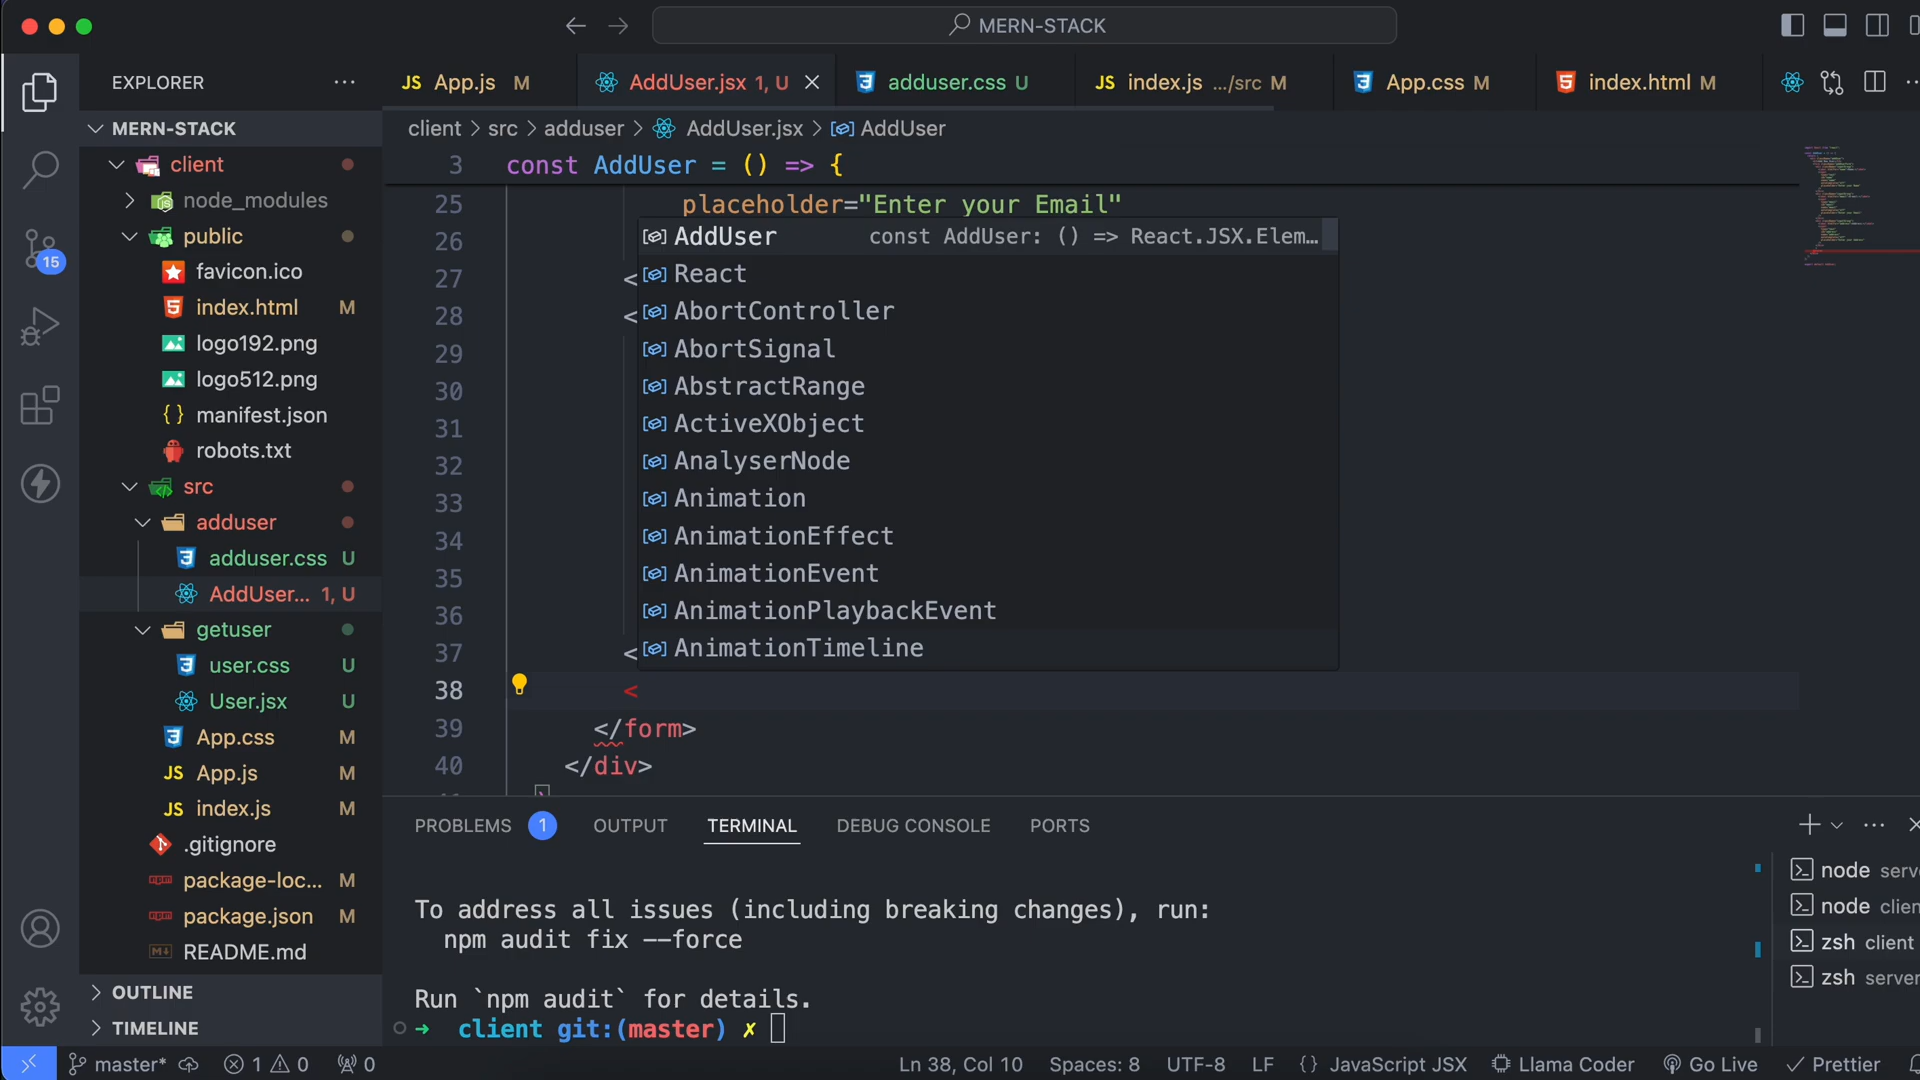 MERN-STACK
EXPLORER
JS App.js M
AddUser.jsx 1, U
adduser.css U
JS index.js .../src M
App.css M
index.html M
MERN-STACK
client > src > adduser > AddUser.jsx > AddUser
client
node_modules
public
favicon.ico
index.html M
logo192.png
logo512.png
{ } manifest.json
robots.txt
src
adduser
adduser.css U
AddUser... 1, U
getuser
user.css U
User.jsx U
App.css M
JS App.js M
JS index.js M
.gitignore
package-loc... M
package.json M
README.md
OUTLINE
TIMELINE
15
3 const AddUser = () => {
25 placeholder="Enter your Email"
26
27 <
28 <
29
30
31
32
33
34
35
36
37 <
38 <
39 </form>
40 </div>
AddUser const AddUser: () => React.JSX.Elem...
React
AbortController
AbortSignal
AbstractRange
ActiveXObject
AnalyserNode
Animation
AnimationEffect
AnimationEvent
AnimationPlaybackEvent
AnimationTimeline
PROBLEMS 1 OUTPUT TERMINAL DEBUG CONSOLE PORTS
To address all issues (including breaking changes), run:
npm audit fix --force
Run `npm audit` for details.
➜ client git:(master) ✗
node serv
node clien
zsh client
zsh server
master* 1 0 0
Ln 38, Col 10 Spaces: 8 UTF-8 LF {} JavaScript JSX Llama Coder Go Live Prettier